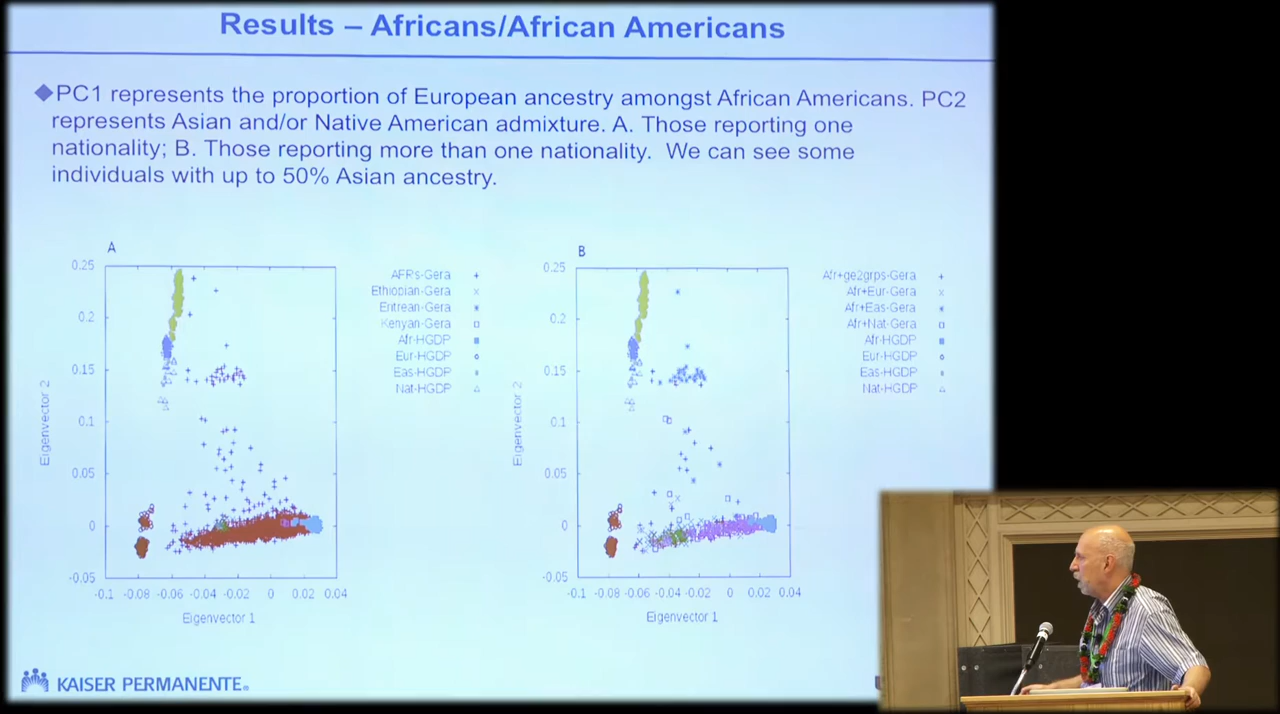 Results – Africans/African Americans
PC1 represents the proportion of European ancestry amongst African Americans. PC2
represents Asian and/or Native American admixture. A. Those reporting one
nationality; B. Those reporting more than one nationality. We can see some
individuals with up to 50% Asian ancestry.
A
0.25
0.2
0.15
0.1
0.05
0
-0.05
-0.1 -0.08 -0.06 -0.04 -0.02 0 0.02 0.04
Eigenvector 2
Eigenvector 1
AFR's-Gera
Ethiopian-Gera
Eritrean-Gera
Kenyan-Gera
Afr-HGDP
Eur-HGDP
Eas-HGDP
Nat-HGDP
B
0.25
0.2
0.15
0.1
0.05
0
-0.05
-0.1 -0.08 -0.06 -0.04 -0.02 0 0.02 0.04
Eigenvector 2
Eigenvector 1
Afr+ge2grps-Gera
Afr+Eur-Gera
Afr+Eas-Gera
Afr+Nat-Gera
Afr-HGDP
Eur-HGDP
Eas-HGDP
Nat-HGDP
KAISER PERMANENTE®